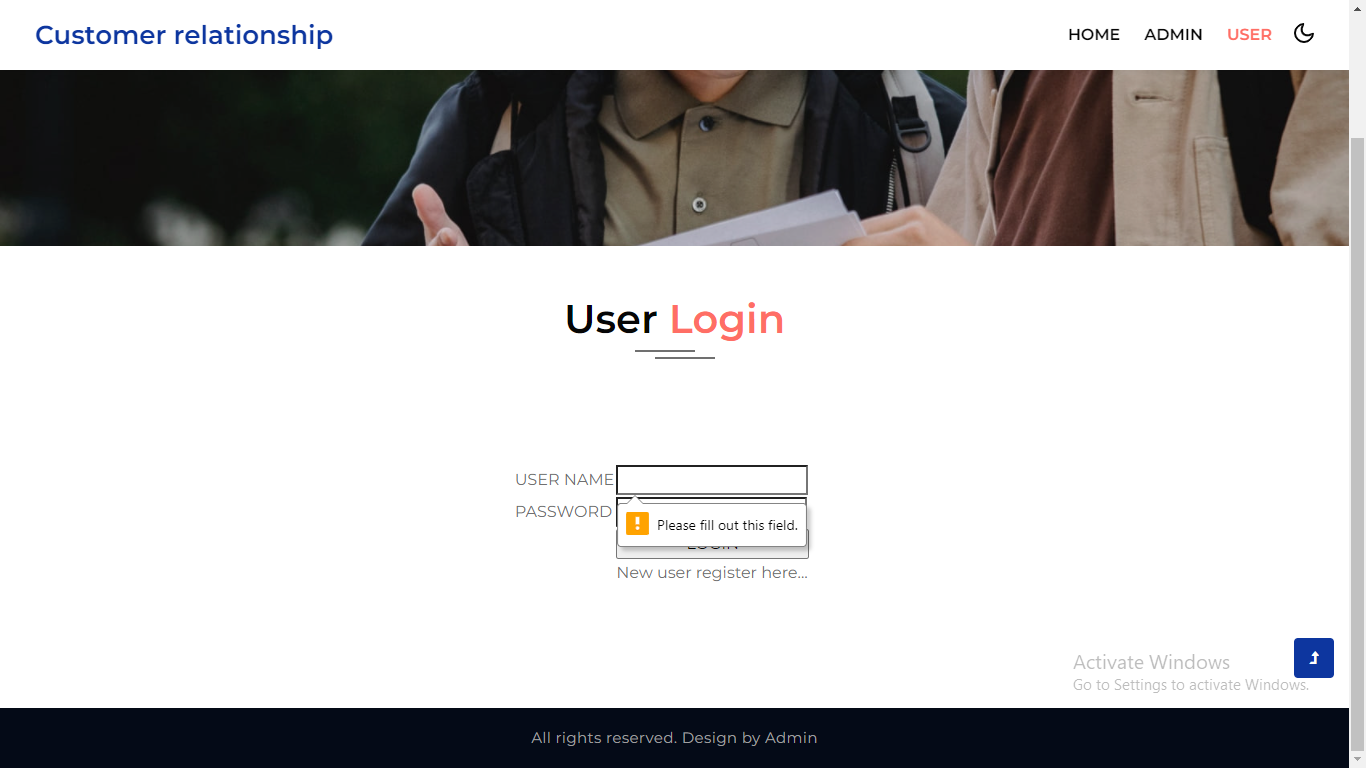 Customer relationship
HOME ADMIN USER
User Login
USER NAME
PASSWORD
Please fill out this field.
LOGIN
New user register here...
Activate Windows
Go to Settings to activate Windows.
All rights reserved. Design by Admin